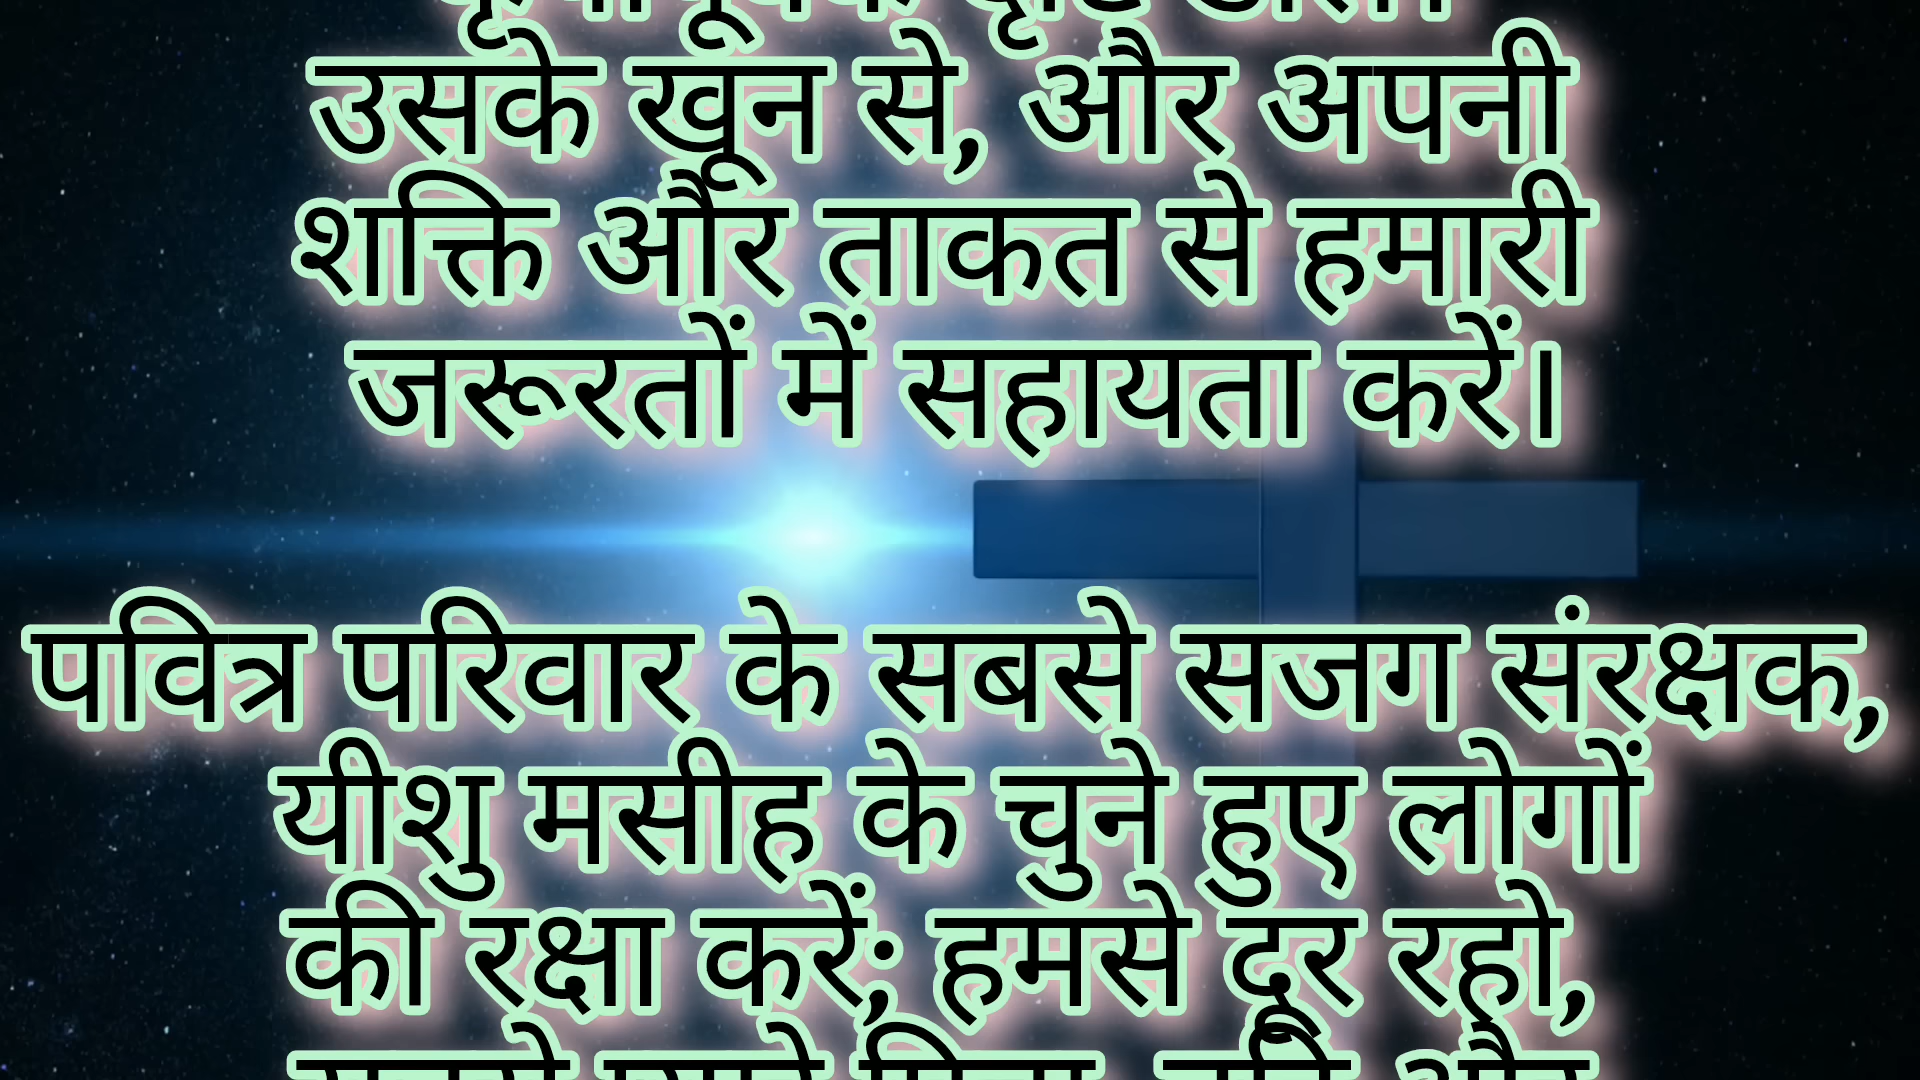 उसके खून से, और अपनी
शक्ति और ताकत से हमारी
जरूरतों में सहायता करें।
पवित्र परिवार के सबसे सजग संरक्षक,
यीशु मसीह के चुने हुए लोगों
की रक्षा करें; हमसे दूर रहो,